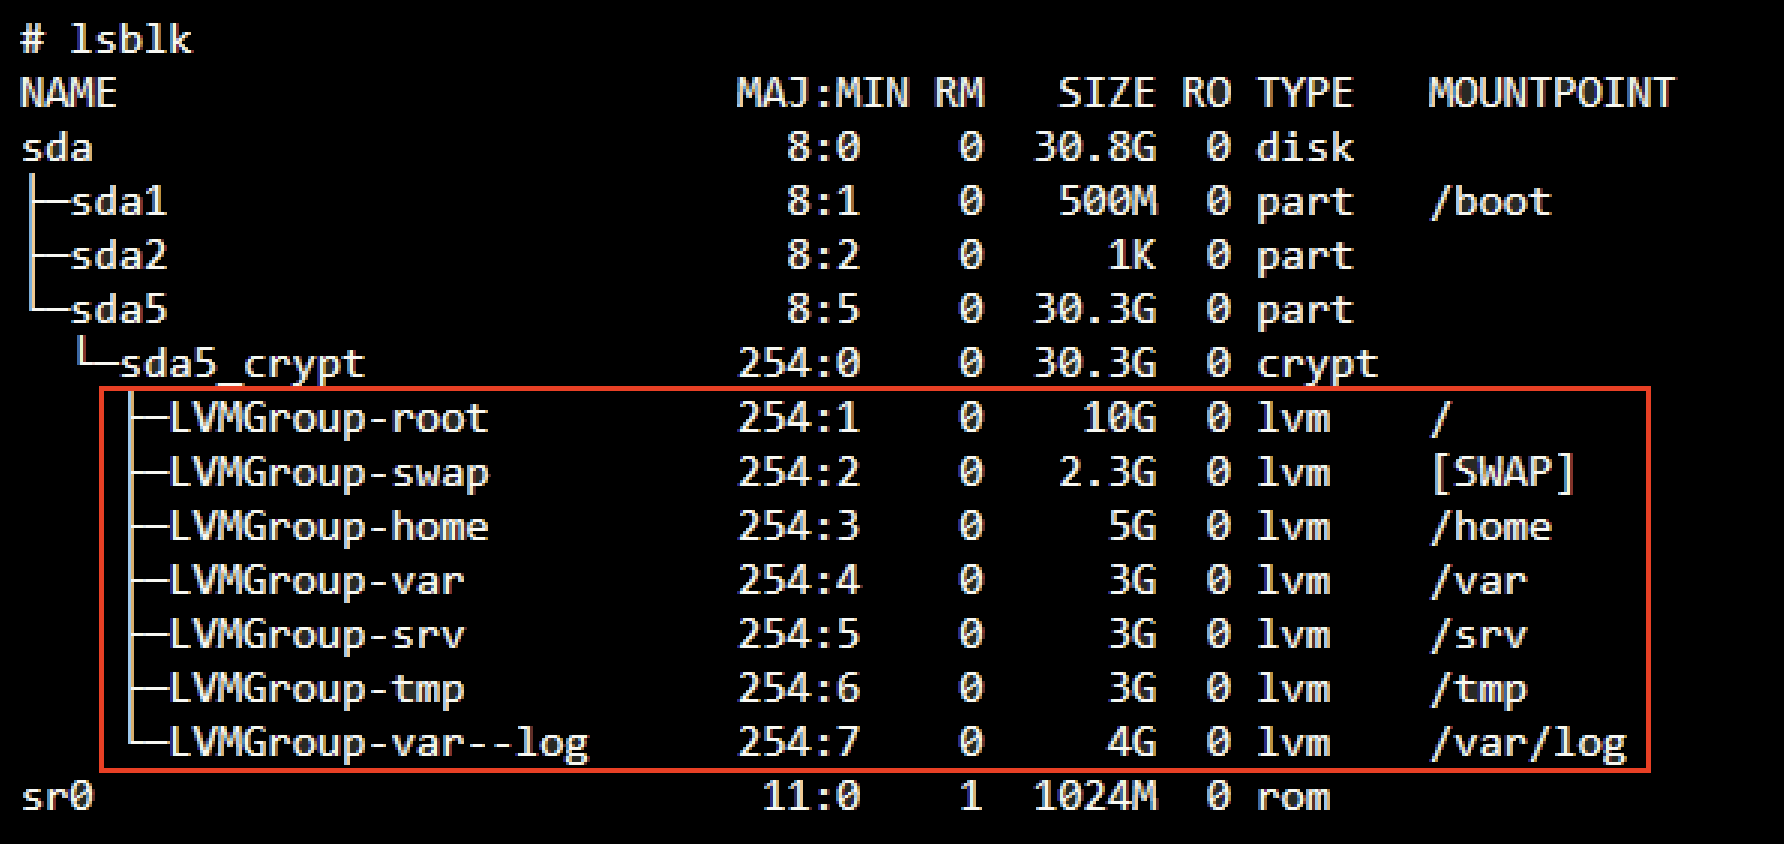 # lsblk
NAME                         MAJ:MIN RM   SIZE RO TYPE   MOUNTPOINT
sda                            8:0    0  30.8G  0 disk
├─sda1                         8:1    0   500M  0 part   /boot
├─sda2                         8:2    0     1K  0 part
└─sda5                         8:5    0  30.3G  0 part
  └─sda5_crypt               254:0    0  30.3G  0 crypt
    ├─LVMGroup-root          254:1    0    10G  0 lvm    /
    ├─LVMGroup-swap          254:2    0   2.3G  0 lvm    [SWAP]
    ├─LVMGroup-home          254:3    0     5G  0 lvm    /home
    ├─LVMGroup-var           254:4    0     3G  0 lvm    /var
    ├─LVMGroup-srv           254:5    0     3G  0 lvm    /srv
    ├─LVMGroup-tmp           254:6    0     3G  0 lvm    /tmp
    └─LVMGroup-var--log      254:7    0     4G  0 lvm    /var/log
sr0                           11:0    1  1024M  0 rom